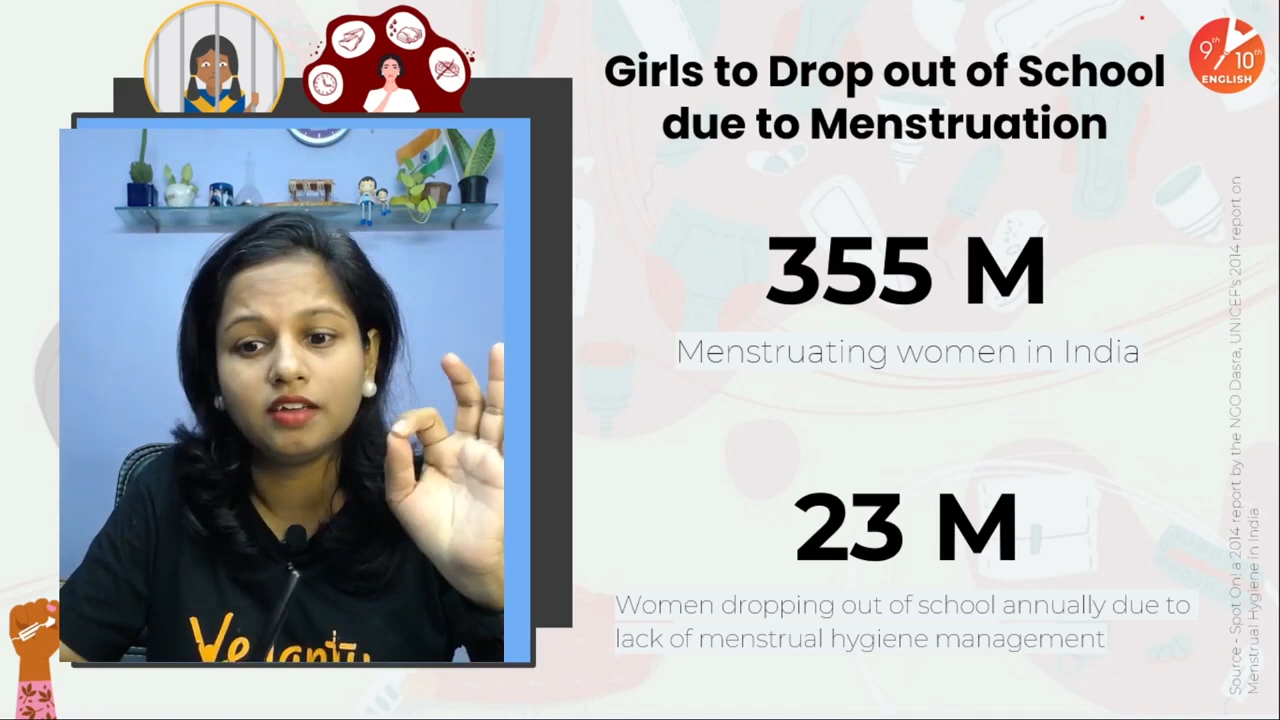 Girls to Drop out of School
due to Menstruation
9th 10th
ENGLISH
355 M
Menstruating women in India
23 M
Women dropping out of school annually due to
lack of menstrual hygiene management
Source - Spot On! a 2014 report by the NGO Dasra, UNICEF's 2014 report on
Menstrual Hygiene in India
Vedantu